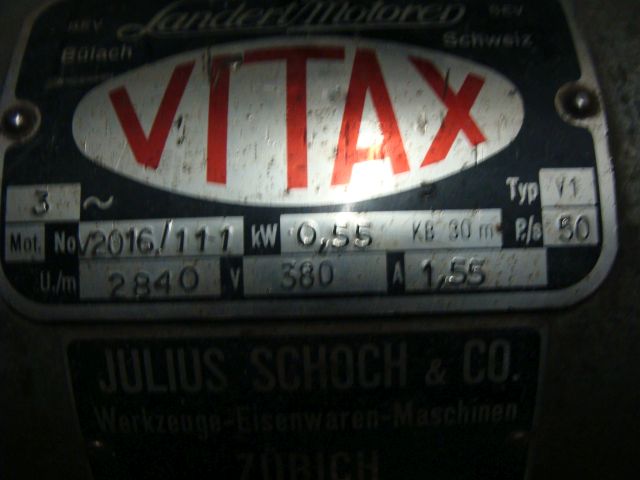 SEV Landert/Motoren SEV
Bülach Schweiz
VITAX
3 ~ Typ V1
Mot. No V2016/111 kW 0,55 KB 30 m P/s 50
U./m 2840 V 380 A 1,55
JULIUS SCHOCH & CO.
Werkzeuge-Eisenwaren-Maschinen
ZÜRICH